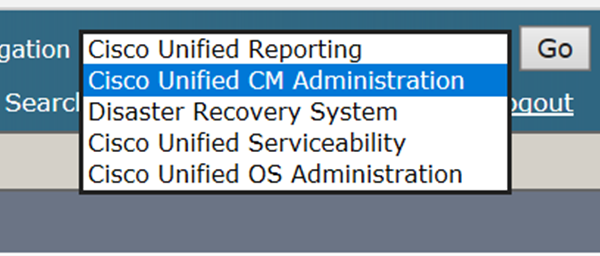 gation Cisco Unified Reporting Go
Cisco Unified CM Administration
Search
Disaster Recovery System
ogout
Cisco Unified Serviceability
Cisco Unified OS Administration